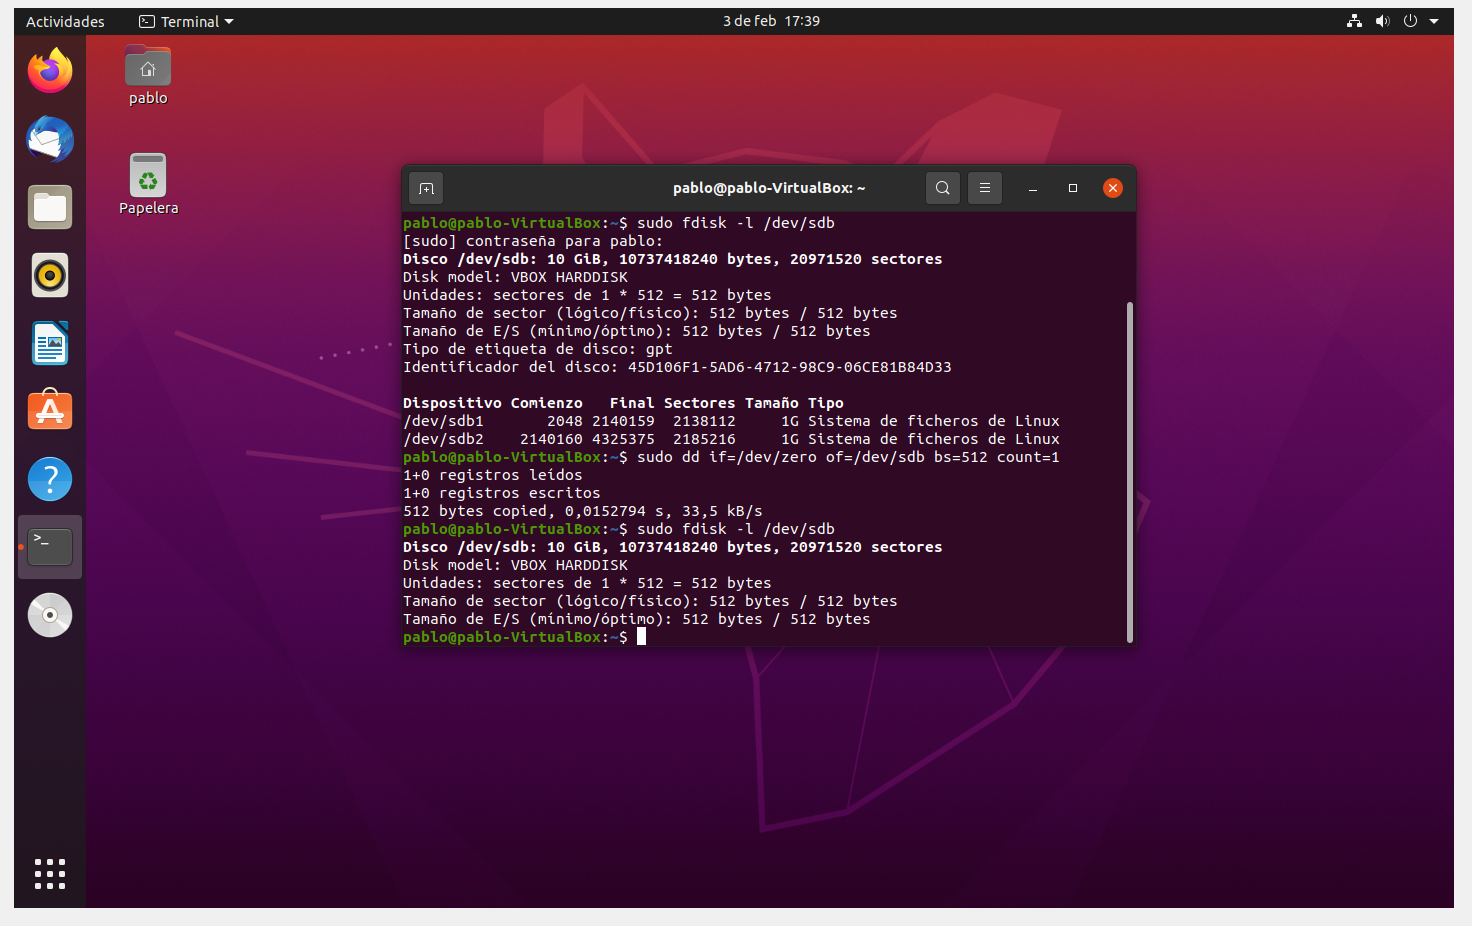 Actividades Terminal 3 de feb 17:39
pablo
Papelera
pablo@pablo-VirtualBox: ~
pablo@pablo-VirtualBox:~$ sudo fdisk -l /dev/sdb
[sudo] contraseña para pablo:
Disco /dev/sdb: 10 GiB, 10737418240 bytes, 20971520 sectores
Disk model: VBOX HARDDISK
Unidades: sectores de 1 * 512 = 512 bytes
Tamaño de sector (lógico/físico): 512 bytes / 512 bytes
Tamaño de E/S (mínimo/óptimo): 512 bytes / 512 bytes
Tipo de etiqueta de disco: gpt
Identificador del disco: 45D106F1-5AD6-4712-98C9-06CE81B84D33
Dispositivo Comienzo   Final Sectores Tamaño Tipo
/dev/sdb1       2048 2140159  2138112     1G Sistema de ficheros de Linux
/dev/sdb2    2140160 4325375  2185216     1G Sistema de ficheros de Linux
pablo@pablo-VirtualBox:~$ sudo dd if=/dev/zero of=/dev/sdb bs=512 count=1
1+0 registros leídos
1+0 registros escritos
512 bytes copied, 0,0152794 s, 33,5 kB/s
pablo@pablo-VirtualBox:~$ sudo fdisk -l /dev/sdb
Disco /dev/sdb: 10 GiB, 10737418240 bytes, 20971520 sectores
Disk model: VBOX HARDDISK
Unidades: sectores de 1 * 512 = 512 bytes
Tamaño de sector (lógico/físico): 512 bytes / 512 bytes
Tamaño de E/S (mínimo/óptimo): 512 bytes / 512 bytes
pablo@pablo-VirtualBox:~$